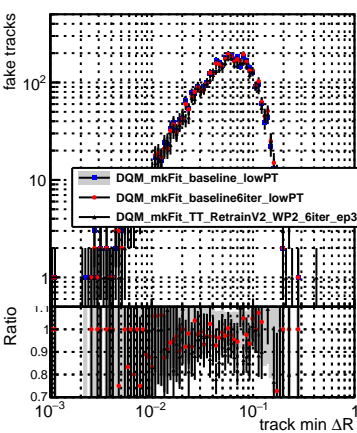 fake tracks
10²
10
1
DQM_mkFit_baseline_lowPT
DQM_mkFit_baseline6iter_lowPT
DQM_mkFit_TT_RetrainV2_WP2_6iter_ep3
Ratio
1.1
1
0.9
0.8
0.7
10⁻³ 10⁻² 10⁻¹ 1
track min ΔR